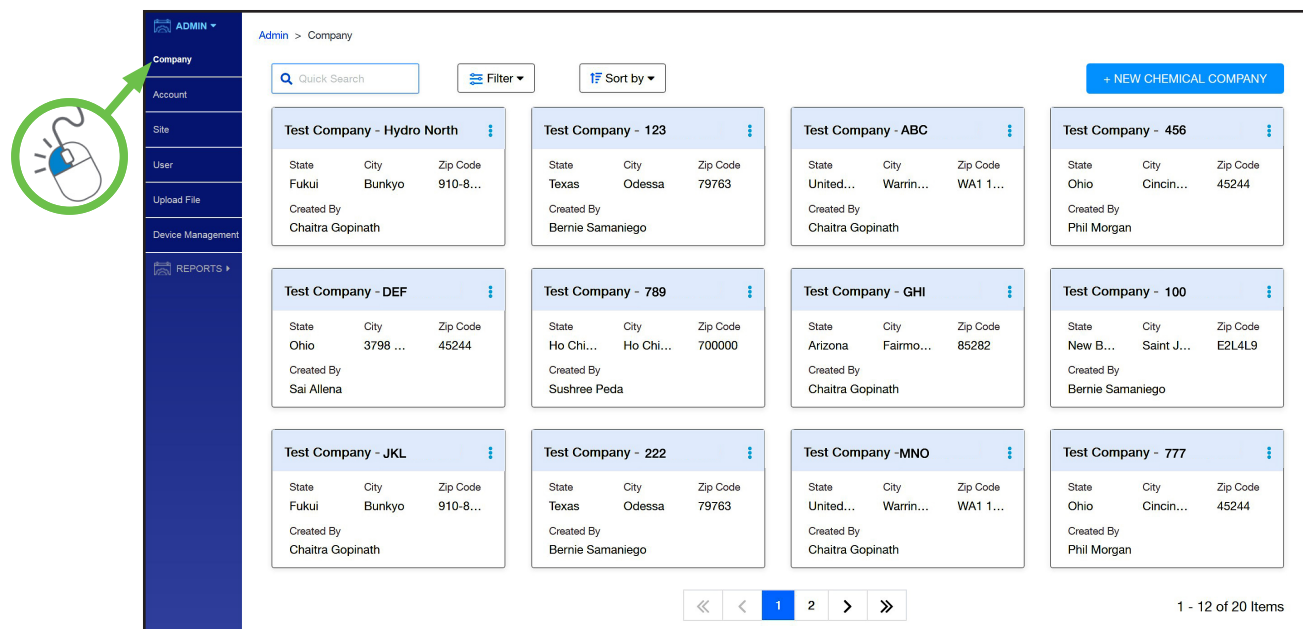 ADMIN
Company
Account
Site
User
Upload File
Device Management
REPORTS
Admin > Company
Quick Search
Filter
Sort by
+ NEW CHEMICAL COMPANY
Test Company - Hydro North
State City Zip Code
Fukui Bunkyo 910-8...
Created By
Chaitra Gopinath
Test Company - 123
State City Zip Code
Texas Odessa 79763
Created By
Bernie Samaniego
Test Company - ABC
State City Zip Code
United... Warrin... WA1 1...
Created By
Chaitra Gopinath
Test Company - 456
State City Zip Code
Ohio Cincin... 45244
Created By
Phil Morgan
Test Company - DEF
State City Zip Code
Ohio 3798 ... 45244
Created By
Sai Allena
Test Company - 789
State City Zip Code
Ho Chi... Ho Chi... 700000
Created By
Sushree Peda
Test Company - GHI
State City Zip Code
Arizona Fairmo... 85282
Created By
Chaitra Gopinath
Test Company - 100
State City Zip Code
New B... Saint J... E2L4L9
Created By
Bernie Samaniego
Test Company - JKL
State City Zip Code
Fukui Bunkyo 910-8...
Created By
Chaitra Gopinath
Test Company - 222
State City Zip Code
Texas Odessa 79763
Created By
Bernie Samaniego
Test Company -MNO
State City Zip Code
United... Warrin... WA1 1...
Created By
Chaitra Gopinath
Test Company - 777
State City Zip Code
Ohio Cincin... 45244
Created By
Phil Morgan
1 2
1 - 12 of 20 Items